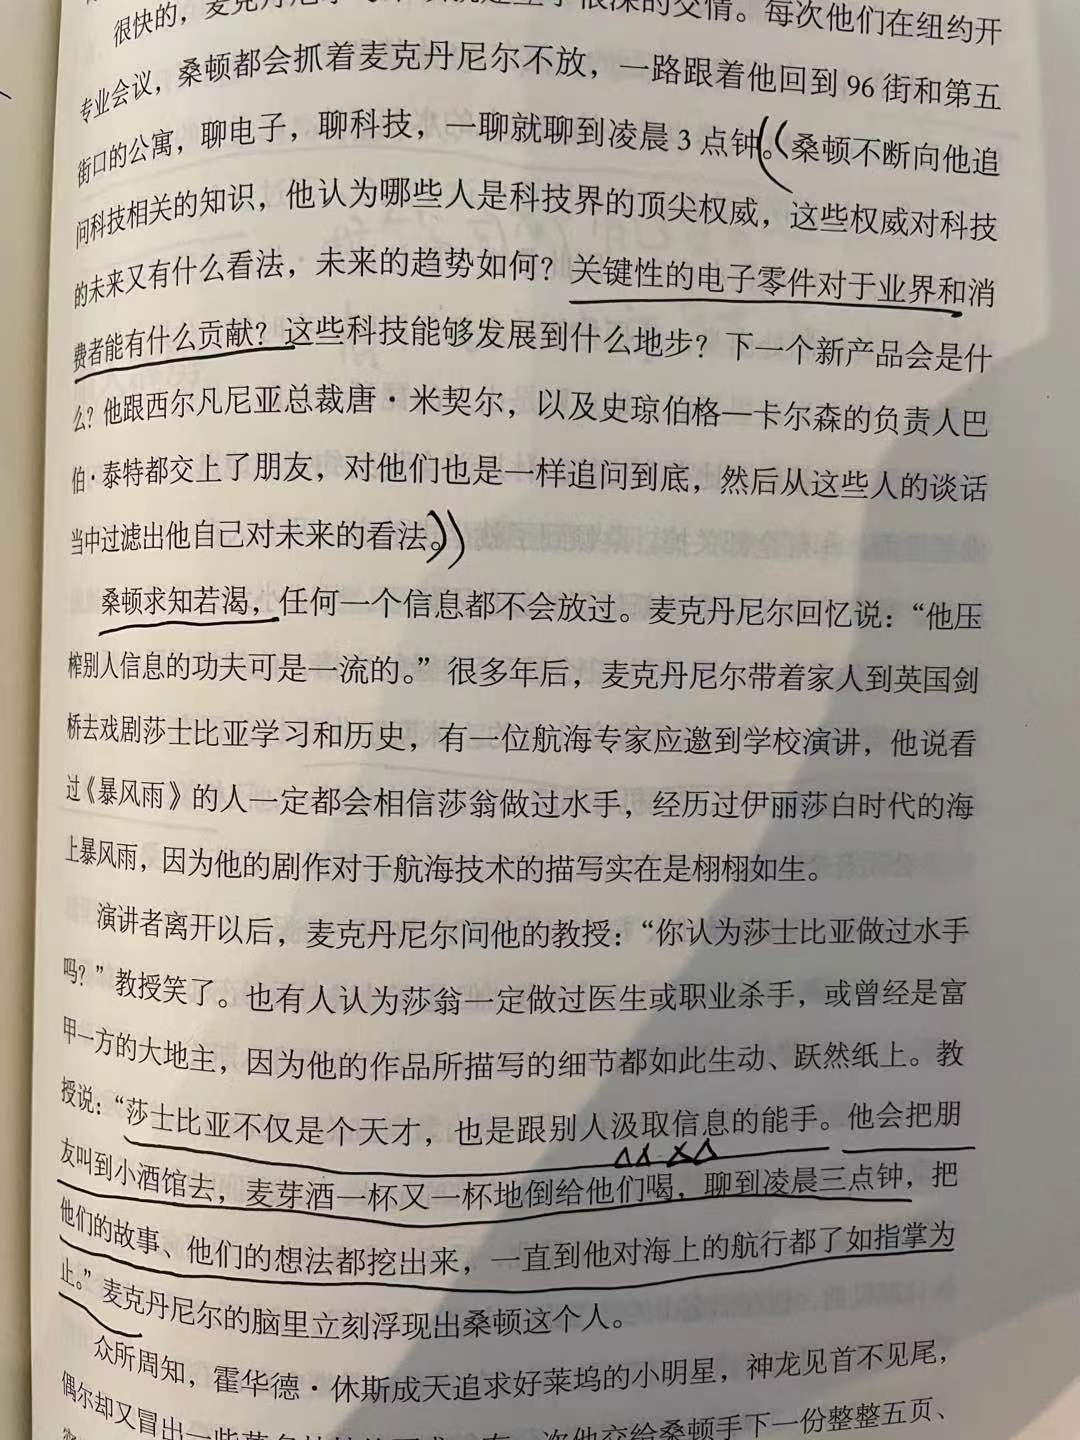 很快的，麦克丹尼尔
很深的交情。每次他们在纽约开
专业会议，桑顿都会抓着麦克丹尼尔不放，一路跟着他回到 96 街和第五
街口的公寓，聊电子，聊科技，一聊就聊到凌晨 3 点钟。桑顿不断向他追
问科技相关的知识，他认为哪些人是科技界的顶尖权威，这些权威对科技
的未来又有什么看法，未来的趋势如何？关键性的电子零件对于业界和消
费者能有什么贡献？这些科技能够发展到什么地步？下一个新产品会是什
么？他跟西尔凡尼亚总裁唐·米契尔，以及史琼伯格—卡尔森的负责人巴
伯·泰特都交上了朋友，对他们也是一样追问到底，然后从这些人的谈话
当中过滤出他自己对未来的看法。
桑顿求知若渴，任何一个信息都不会放过。麦克丹尼尔回忆说：“他压
榨别人信息的功夫可是一流的。”很多年后，麦克丹尼尔带着家人到英国剑
桥去戏剧莎士比亚学习和历史，有一位航海专家应邀到学校演讲，他说看
过《暴风雨》的人一定都会相信莎翁做过水手，经历过伊丽莎白时代的海
上暴风雨，因为他的剧作对于航海技术的描写实在是栩栩如生。
演讲者离开以后，麦克丹尼尔问他的教授：“你认为莎士比亚做过水手
吗？”教授笑了。也有人认为莎翁一定做过医生或职业杀手，或曾经是富
甲一方的大地主，因为他的作品所描写的细节都如此生动、跃然纸上。教
授说：“莎士比亚不仅是个天才，也是跟别人汲取信息的能手。他会把朋
友叫到小酒馆去，麦芽酒一杯又一杯地倒给他们喝，聊到凌晨三点钟，把
他们的故事、他们的想法都挖出来，一直到他对海上的航行都了如指掌为
止。”麦克丹尼尔的脑里立刻浮现出桑顿这个人。
众所周知，霍华德·休斯成天追求好莱坞的小明星，神龙见首不见尾，
偶尔却又冒出一些
次他交给桑顿手下一份整整五页、